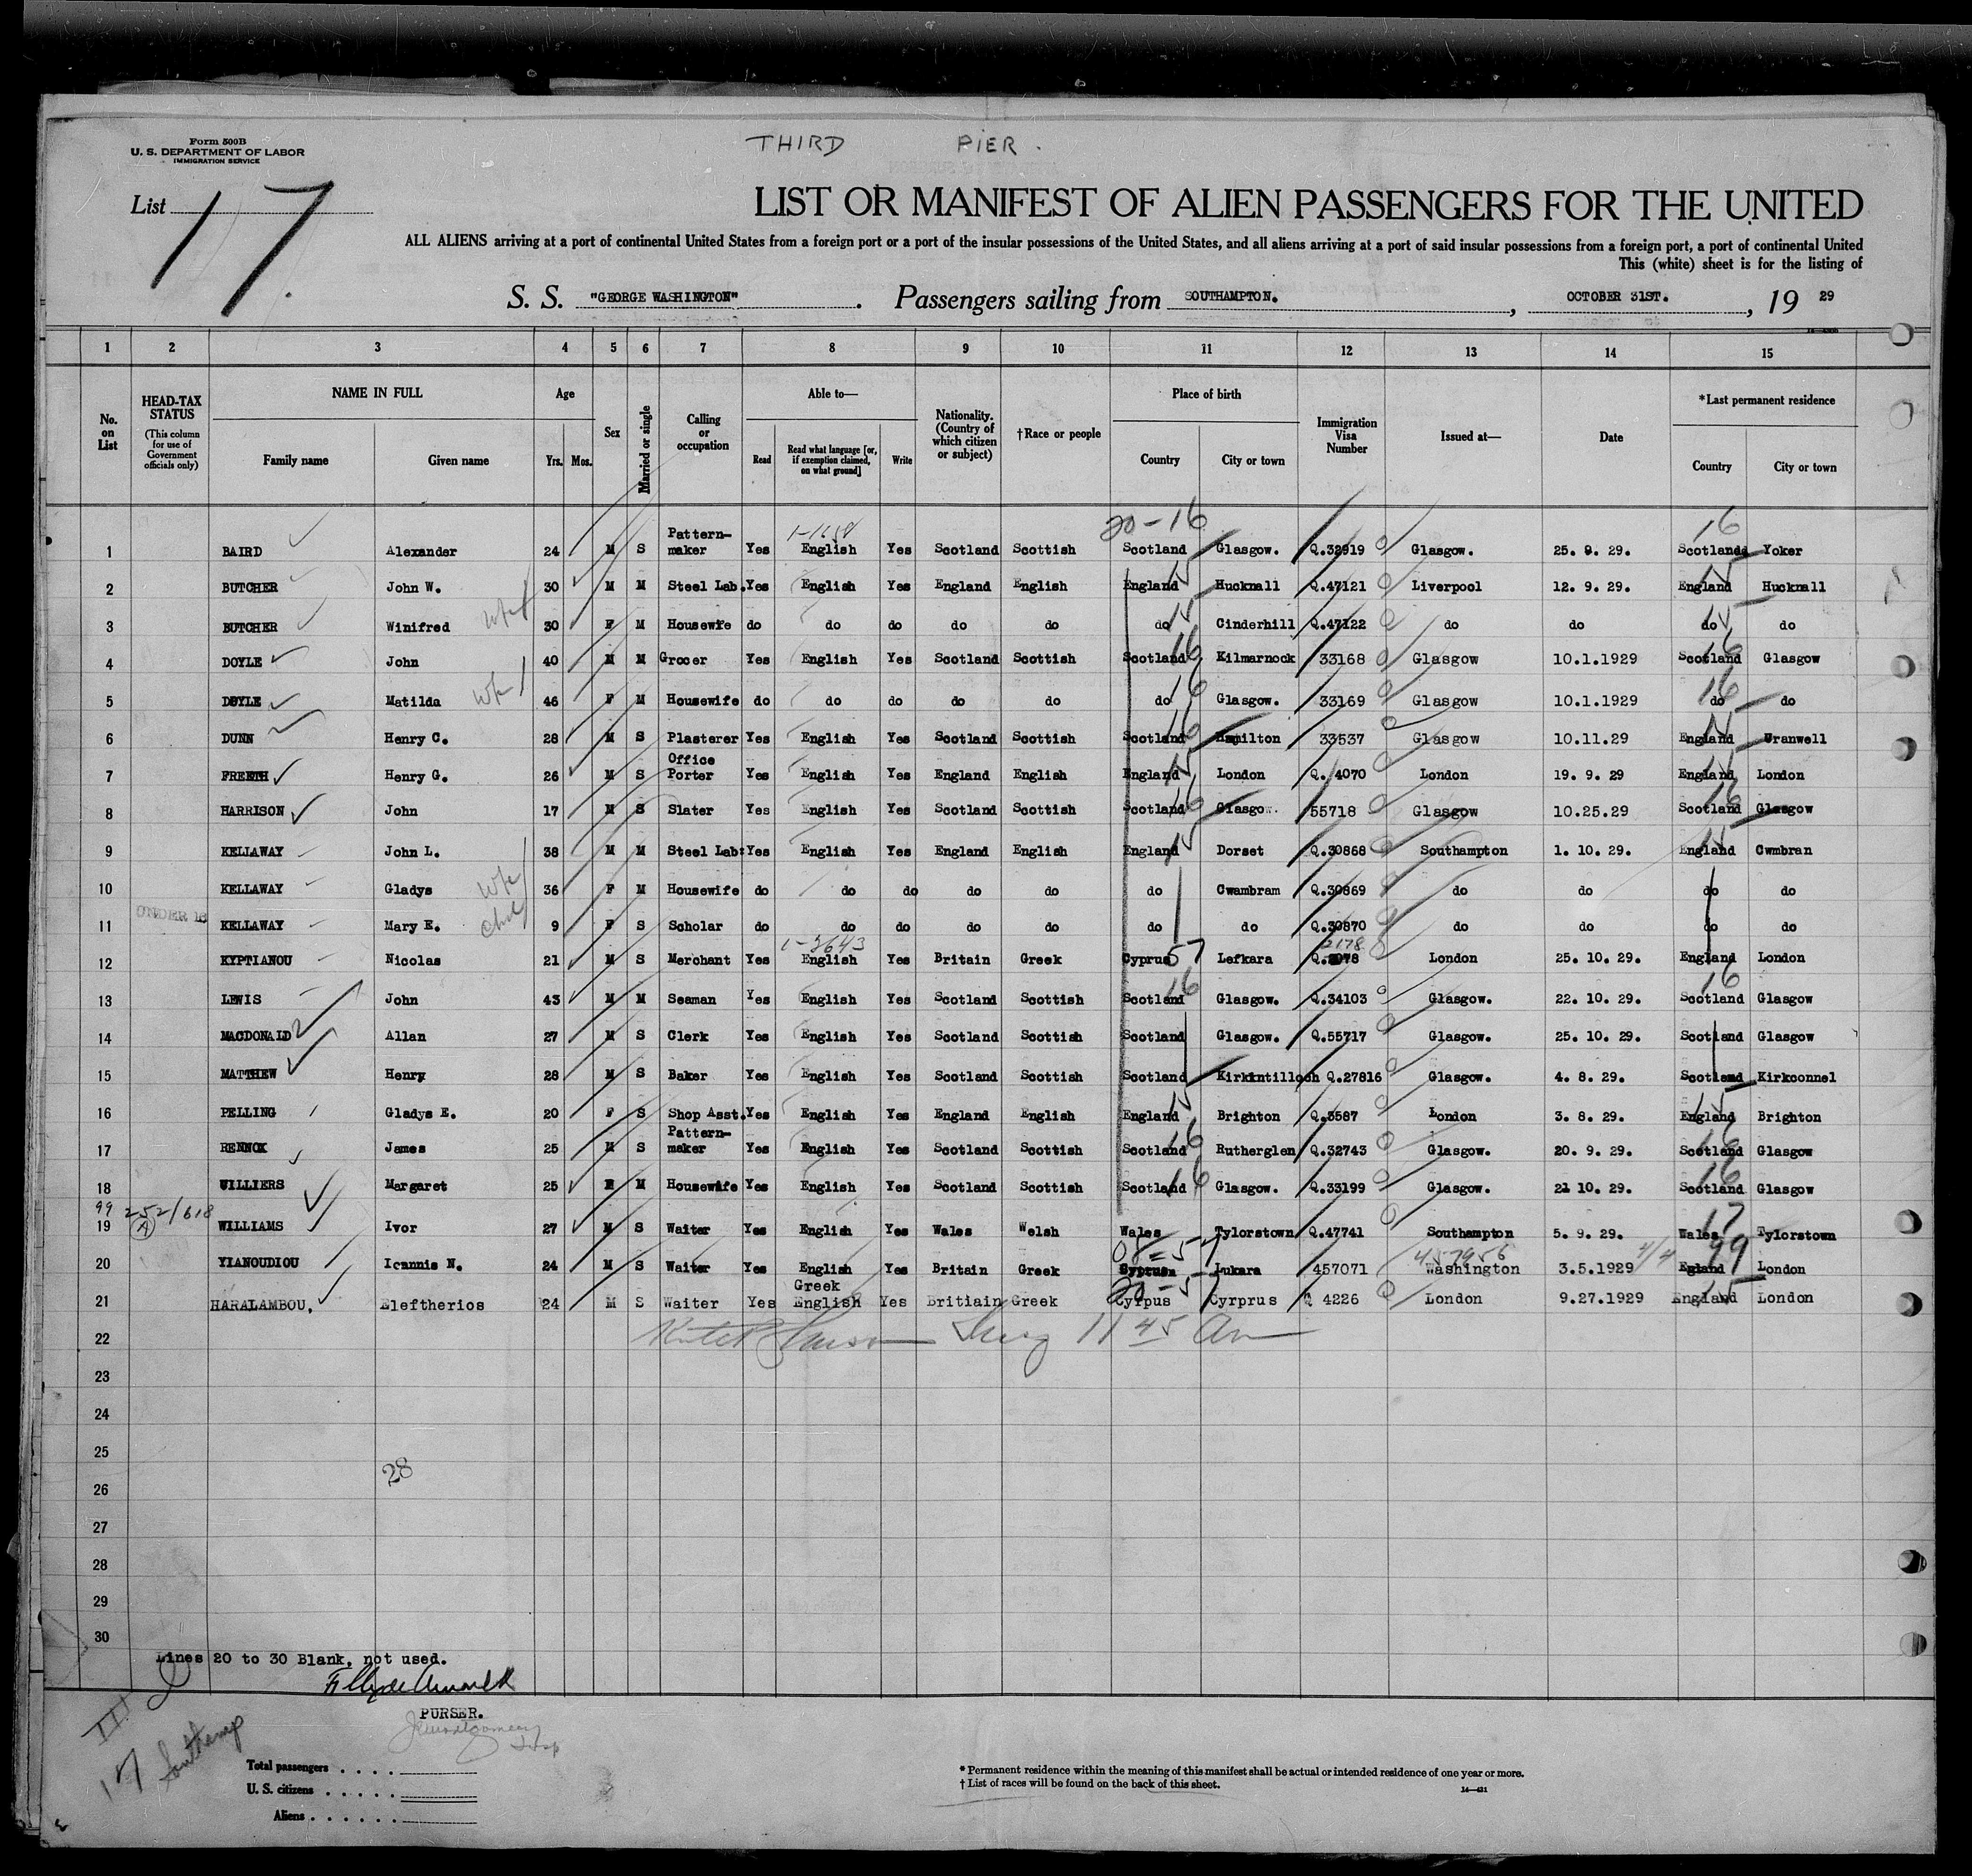 THIRD PIER.
Form 500B
U. S. DEPARTMENT OF LABOR
IMMIGRATION SERVICE
List 17
LIST OR MANIFEST OF ALIEN PASSENGERS FOR THE UNITED
ALL ALIENS arriving at a port of continental United States from a foreign port or a port of the insular possessions of the United States, and all aliens arriving at a port of said insular possessions from a foreign port, a port of continental United
This (white) sheet is for the listing of
S. S. "GEORGE WASHINGTON". Passengers sailing from SOUTHAMPTON., OCTOBER 31ST., 19 29
1 2 3 4 5 6 7 8 9 10 11 12 13 14 15
No. on List
HEAD-TAX STATUS (This column for use of Government officials only)
NAME IN FULL Family name Given name
Age Yrs. Mos.
Sex
Married or single
Calling or occupation
Able to— Read Read what language [or, if exemption claimed, on what ground] Write
Nationality. (Country of which citizen or subject)
†Race or people
Place of birth Country City or town
Immigration Visa Number
Issued at—
Date
*Last permanent residence Country City or town
20-16 16
1 BAIRD Alexander 24 M S Pattern-maker Yes English Yes Scotland Scottish Scotland Glasgow. Q.32919 Glasgow. 25. 9. 29. Scotland Yoker
2 BUTCHER John W. 30 M M Steel Lab. Yes English Yes England English England Hucknall Q.47121 Liverpool 12. 9. 29. England Hucknall
3 BUTCHER Winifred 30 F M Housewife do do do do do do Cinderhill Q.47122 do do do do
4 DOYLE John 40 M M Grocer Yes English Yes Scotland Scottish Scotland Kilmarnock 33168 Glasgow 10.1.1929 Scotland Glasgow
5 DOYLE Matilda 46 F M Housewife do do do do do do Glasgow. 33169 Glasgow 10.1.1929 do do
6 DUNN Henry C. 28 M S Plasterer Yes English Yes Scotland Scottish Scotland Hamilton 33537 Glasgow 10.11.29 England Cranwell
7 FREETH Henry G. 26 M S Office Porter Yes English Yes England English England London Q. 4070 London 19. 9. 29 England London
8 HARRISON John 17 M S Slater Yes English Yes Scotland Scottish Scotland Glasgow. 55718 Glasgow 10.25.29 Scotland Glasgow
9 KELLAWAY John L. 38 M M Steel Lab: Yes English Yes England English England Dorset Q.30868 Southampton 1. 10. 29. England Cwmbran
10 KELLAWAY Gladys 36 F M Housewife do do do do do do Cwambram Q.30869 do do do do
UNDER 16
11 KELLAWAY Mary E. 9 F S Scholar do do do do do do do Q.30870 do do do do
1-3643 2178
12 KYPTIANOU Nicolas 21 M S Merchant Yes English Yes Britain Greek Cyprus 57 Lefkara London 25. 10. 29. England London
13 LEWIS John 43 M M Seaman Yes English Yes Scotland Scottish Scotland Glasgow. Q.34103 Glasgow. 22. 10. 29. Scotland Glasgow
14 MACDONALD Allan 27 M S Clerk Yes English Yes Scotland Scottish Scotland Glasgow. Q.55717 Glasgow. 25. 10. 29. Scotland Glasgow
15 MATTHEW Henry 28 M S Baker Yes English Yes Scotland Scottish Scotland Kirkintilloch Q.27816 Glasgow. 4. 8. 29. Scotland Kirkconnel
16 PELLING Gladys E. 20 F S Shop Asst. Yes English Yes England English England Brighton Q.3587 London 3. 8. 29. England Brighton
17 RENNOX James 25 M S Pattern-maker Yes English Yes Scotland Scottish Scotland Rutherglen Q.32743 Glasgow. 20. 9. 29. Scotland Glasgow
18 WILLIERS Margaret 25 F M Housewife Yes English Yes Scotland Scottish Scotland Glasgow. Q.33199 Glasgow. 21 10. 29. Scotland Glasgow
99 252/618
19 (A) WILLIAMS Ivor 27 M S Waiter Yes English Yes Wales Welsh Wales Tylorstown Q.47741 Southampton 5. 9. 29. Wales 17 Tylorstown
20 YIANOUDIOU Icannis N. 24 M S Waiter Yes English Yes Britain Greek Cyprus Lukara 457071 Washington 3.5.1929 Egland 99 London
21 HARALAMBOU, Eleftherios 24 M S Waiter Yes Greek English Yes Britiain Greek Cyrpus Cyrprus Q 4226 London 9.27.1929 England London
22 11 45 Am
23
24
25
28
26
27
28
29
30
Lines 20 to 30 Blank, not used.
PURSER.
17 Southamp
Total passengers . . . .
U. S. citizens . . . . .
Aliens . . . . . .
* Permanent residence within the meaning of this manifest shall be actual or intended residence of one year or more.
† List of races will be found on the back of this sheet.
14—421